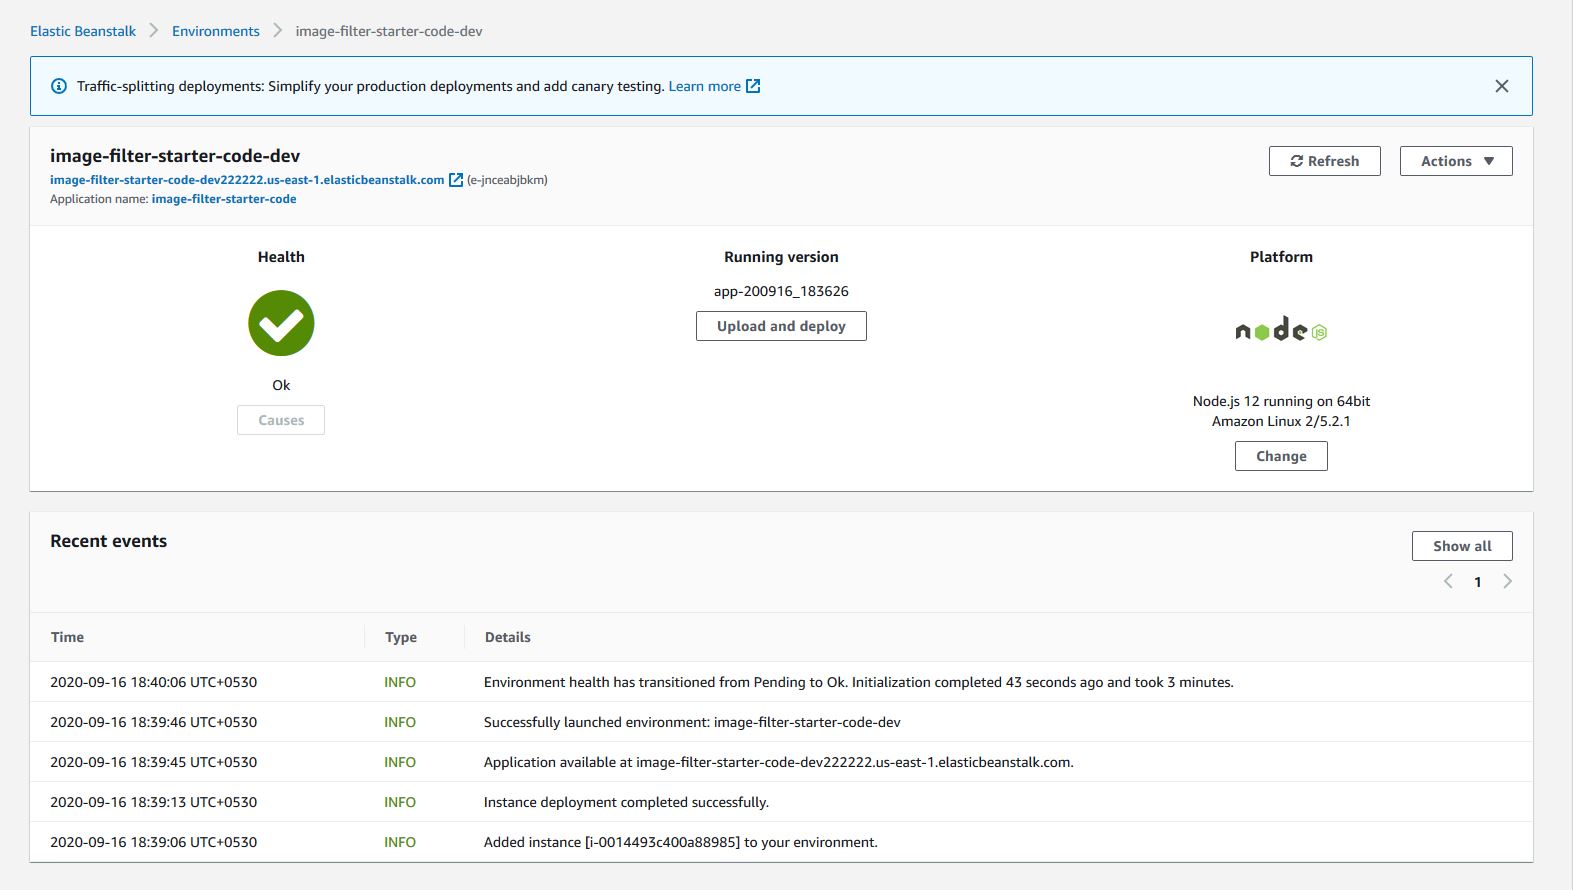 Elastic Beanstalk > Environments > image-filter-starter-code-dev
Traffic-splitting deployments: Simplify your production deployments and add canary testing. Learn more
image-filter-starter-code-dev
Refresh
Actions
image-filter-starter-code-dev222222.us-east-1.elasticbeanstalk.com (e-jnceabjbkm)
Application name: image-filter-starter-code
Health
Running version
Platform
app-200916_183626
Upload and deploy
node JS
Ok
Causes
Node.js 12 running on 64bit
Amazon Linux 2/5.2.1
Change
Recent events
Show all
1
Time Type Details
2020-09-16 18:40:06 UTC+0530 INFO Environment health has transitioned from Pending to Ok. Initialization completed 43 seconds ago and took 3 minutes.
2020-09-16 18:39:46 UTC+0530 INFO Successfully launched environment: image-filter-starter-code-dev
2020-09-16 18:39:45 UTC+0530 INFO Application available at image-filter-starter-code-dev222222.us-east-1.elasticbeanstalk.com.
2020-09-16 18:39:13 UTC+0530 INFO Instance deployment completed successfully.
2020-09-16 18:39:06 UTC+0530 INFO Added instance [i-0014493c400a88985] to your environment.